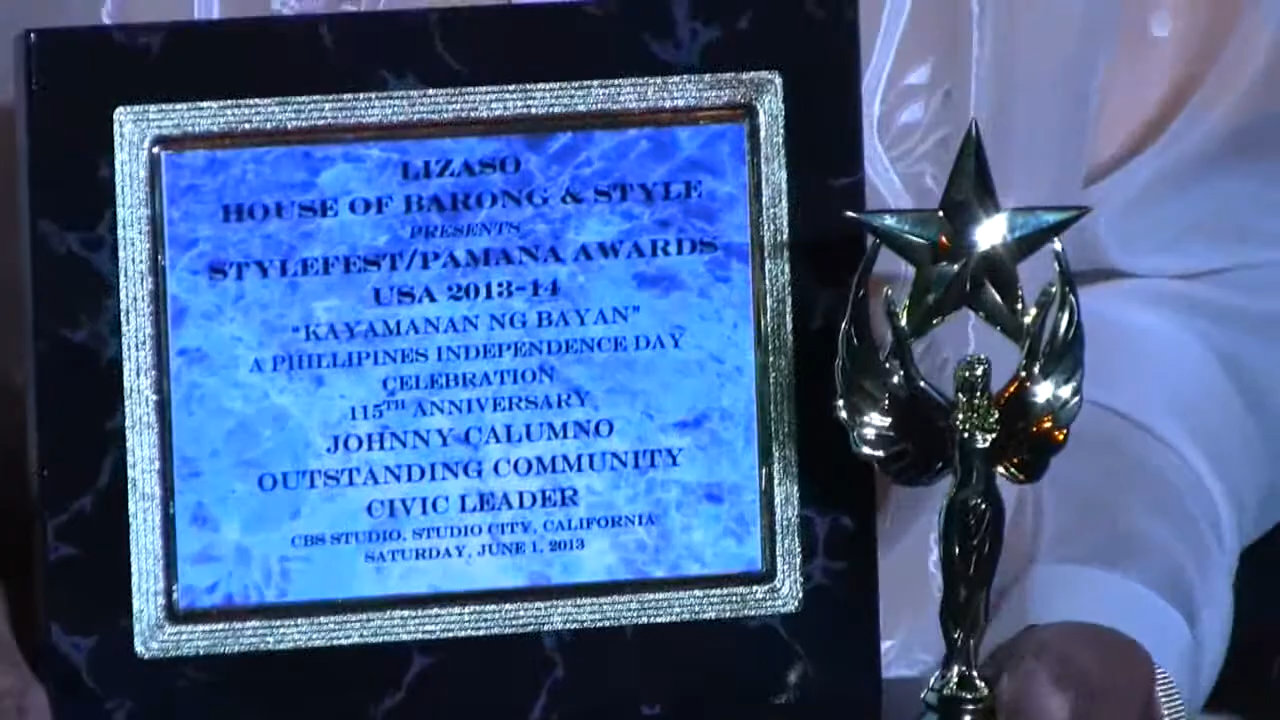 LIZASO
HOUSE OF BARONG & STYLE
PRESENTS
STYLEFEST/PAMANA AWARDS
USA 2013-14
"KAYAMANAN NG BAYAN"
A PHILLIPINES INDEPENDENCE DAY
CELEBRATION
115TH ANNIVERSARY
JOHNNY CALUMNO
OUTSTANDING COMMUNITY
CIVIC LEADER
CBS STUDIO. STUDIO CITY, CALIFORNIA
SATURDAY, JUNE 1, 2013